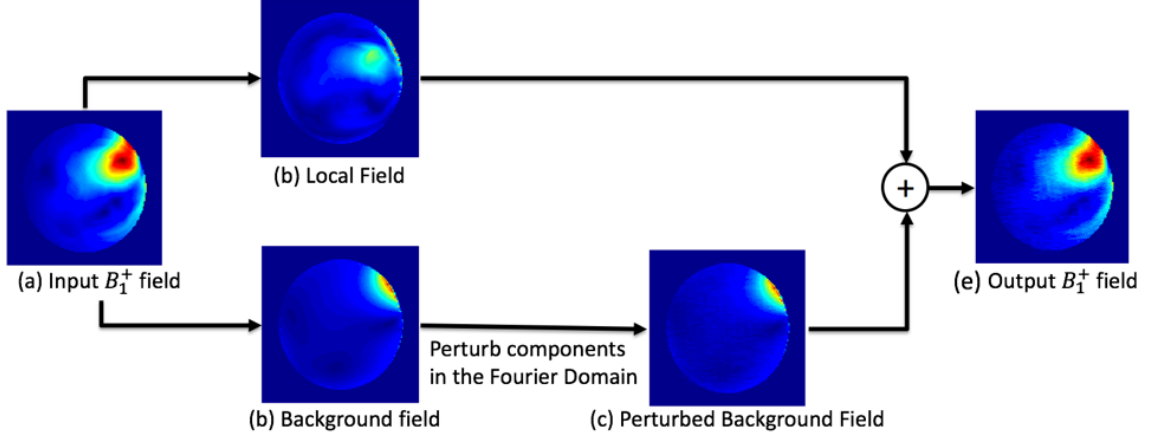 (b) Local Field
+
(a) Input $B_1^+$ field
(e) Output $B_1^+$ field
Perturb components
in the Fourier Domain
(b) Background field
(c) Perturbed Background Field